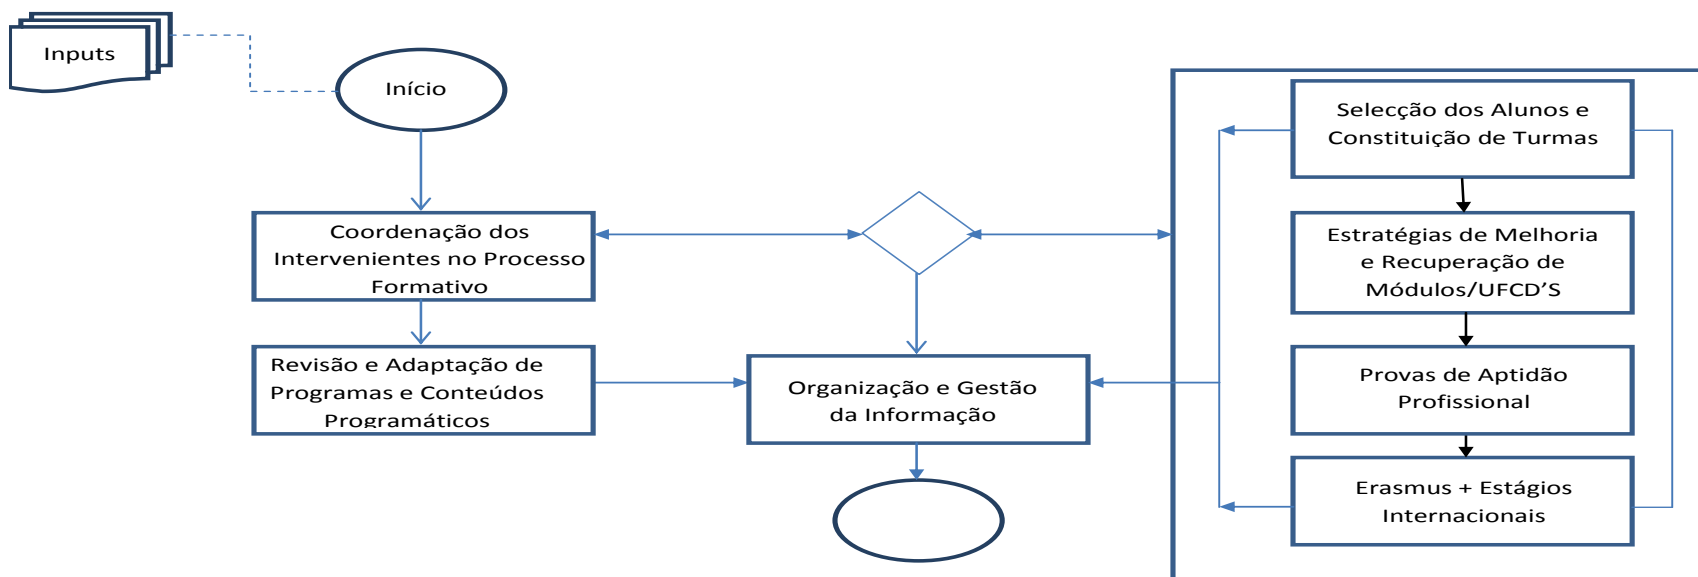 Inputs
Início
Coordenação dos
Intervenientes no Processo
Formativo
Revisão e Adaptação de
Programas e Conteúdos
Programáticos
Organização e Gestão
da Informação
Selecção dos Alunos e
Constituição de Turmas
Estratégias de Melhoria
e Recuperação de
Módulos/UFCD’S
Provas de Aptidão
Profissional
Erasmus + Estágios
Internacionais